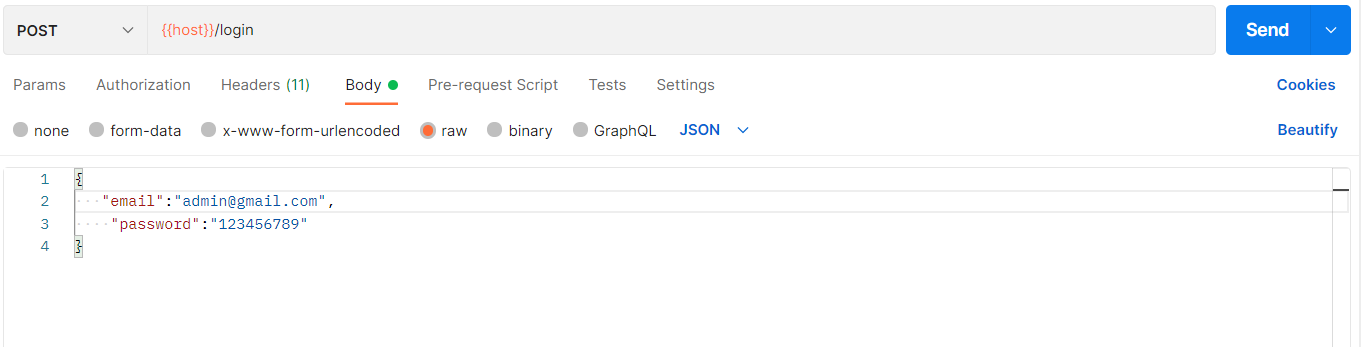 POST {{host}}/login Send
Params Authorization Headers (11) Body Pre-request Script Tests Settings Cookies
none form-data x-www-form-urlencoded raw binary GraphQL JSON Beautify
1 {
2 "email":"admin@gmail.com",
3 "password":"123456789"
4 }